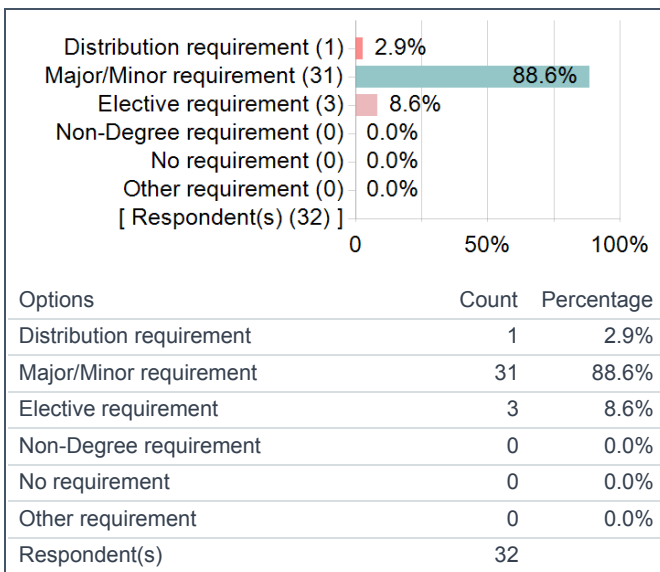 Distribution requirement (1) 2.9%
Major/Minor requirement (31) 88.6%
Elective requirement (3) 8.6%
Non-Degree requirement (0) 0.0%
No requirement (0) 0.0%
Other requirement (0) 0.0%
[ Respondent(s) (32) ]
0 50% 100%
Options Count Percentage
Distribution requirement 1 2.9%
Major/Minor requirement 31 88.6%
Elective requirement 3 8.6%
Non-Degree requirement 0 0.0%
No requirement 0 0.0%
Other requirement 0 0.0%
Respondent(s) 32